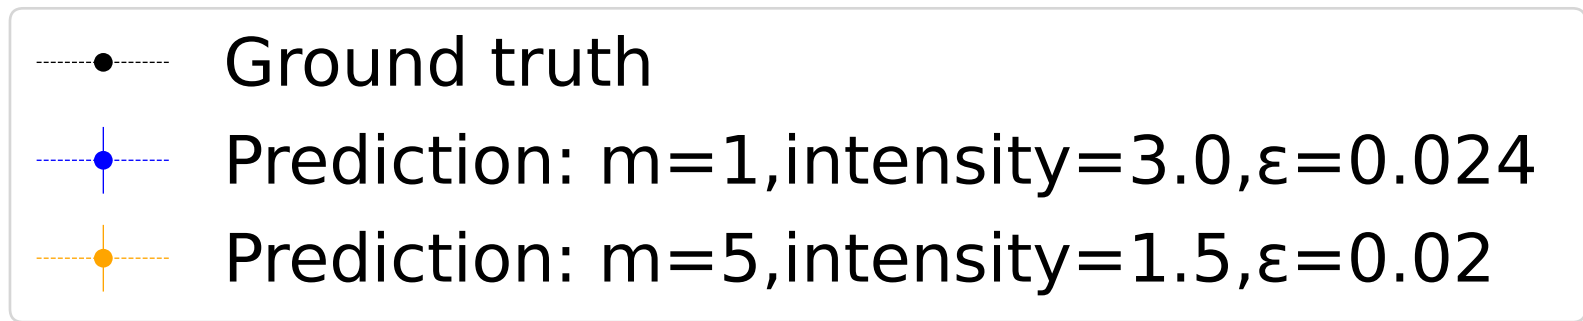 Ground truth
Prediction: m=1,intensity=3.0,ε=0.024
Prediction: m=5,intensity=1.5,ε=0.02